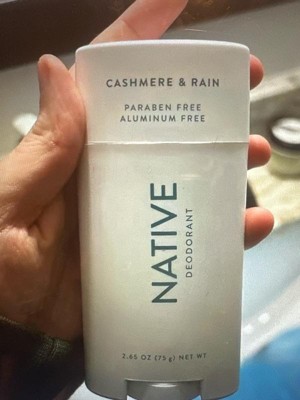 CASHMERE & RAIN
PARABEN FREE
ALUMINUM FREE
NATIVE
DEODORANT
2.65 OZ (75 g) NET WT